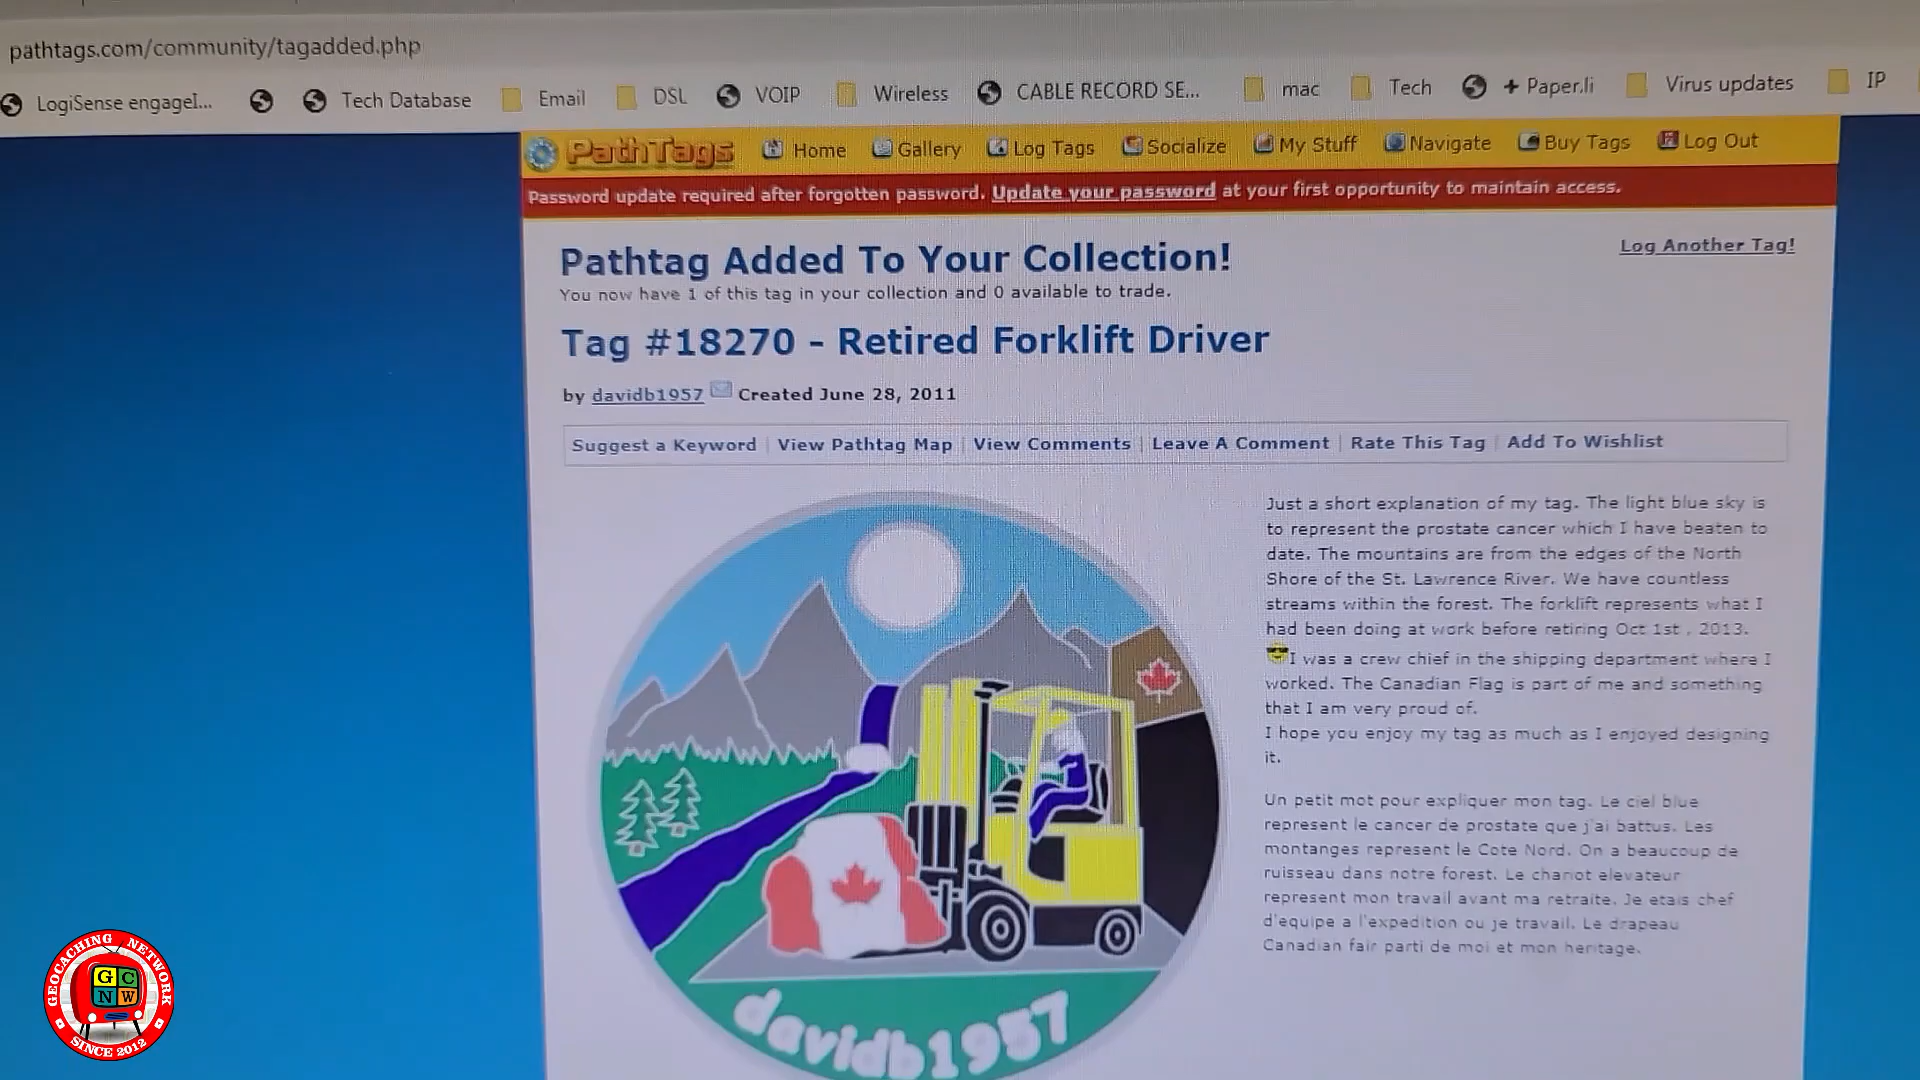 pathtags.com/community/tagadded.php
LogiSense engageI... Tech Database Email DSL VOIP Wireless CABLE RECORD SE... mac Tech + Paper.li Virus updates IP
PathTags Home Gallery Log Tags Socialize My Stuff Navigate Buy Tags Log Out
Password update required after forgotten password. Update your password at your first opportunity to maintain access.
Pathtag Added To Your Collection!
Log Another Tag!
You now have 1 of this tag in your collection and 0 available to trade.
Tag #18270 - Retired Forklift Driver
by davidb1957 Created June 28, 2011
Suggest a Keyword | View Pathtag Map | View Comments | Leave A Comment | Rate This Tag | Add To Wishlist
Just a short explanation of my tag. The light blue sky is
to represent the prostate cancer which I have beaten to
date. The mountains are from the edges of the North
Shore of the St. Lawrence River. We have countless
streams within the forest. The forklift represents what I
had been doing at work before retiring Oct 1st , 2013.
I was a crew chief in the shipping department where I
worked. The Canadian Flag is part of me and something
that I am very proud of.
I hope you enjoy my tag as much as I enjoyed designing
it.
Un petit mot pour expliquer mon tag. Le ciel blue
represent le cancer de prostate que j'ai battus. Les
montanges represent le Cote Nord. On a beaucoup de
ruisseau dans notre forest. Le chariot elevateur
represent mon travail avant ma retraite. Je etais chef
d'equipe a l'expedition ou je travail. Le drapeau
Canadian fair parti de moi et mon heritage.
davidb1957
GEOCACHING NETWORK
G C
N W
SINCE 2012